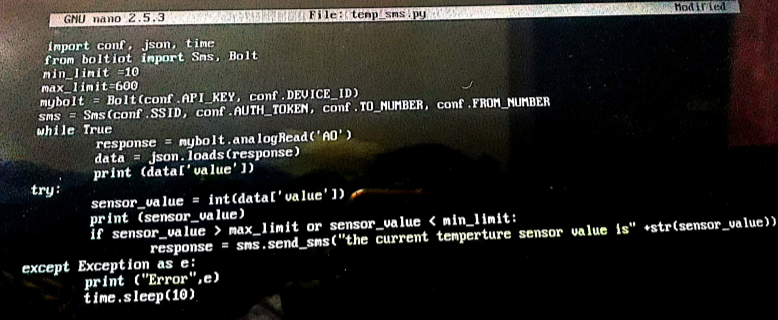 GNU nano 2.5.3 File: temp_sms.py Modified
import conf, json, time
from boltiot import Sms, Bolt
min_limit =10
max_limit=600
mybolt = Bolt(conf.API_KEY, conf.DEVICE_ID)
sms = Sms(conf.SSID, conf.AUTH_TOKEN, conf.TO_NUMBER, conf.FROM_NUMBER
while True
        response = mybolt.analogRead('A0')
        data = json.loads(response)
        print (data['value'])
try:
        sensor_value = int(data['value'])
        print (sensor_value)
        if sensor_value > max_limit or sensor_value < min_limit:
                response = sms.send_sms("the current temperture sensor value is" +str(sensor_value))
except Exception as e:
        print ("Error",e)
        time.sleep(10)